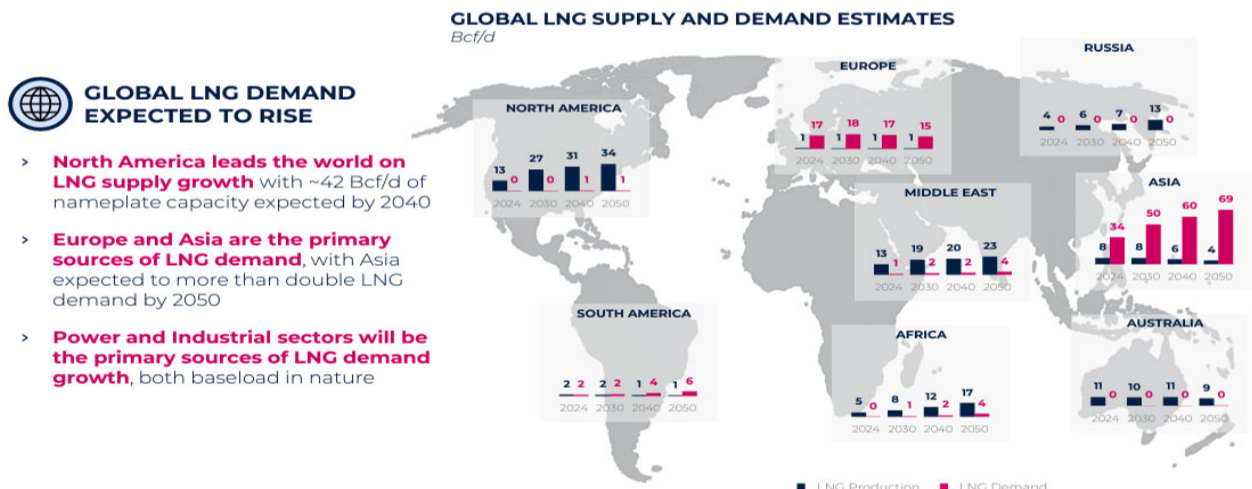 GLOBAL LNG SUPPLY AND DEMAND ESTIMATES
Bcf/d
GLOBAL LNG DEMAND
EXPECTED TO RISE
> North America leads the world on
LNG supply growth with ~42 Bcf/d of
nameplate capacity expected by 2040
> Europe and Asia are the primary
sources of LNG demand, with Asia
expected to more than double LNG
demand by 2050
> Power and Industrial sectors will be
the primary sources of LNG demand
growth, both baseload in nature
NORTH AMERICA
13 0 27 0 31 1 34 1
2024 2030 2040 2050
EUROPE
1 17 1 18 1 17 1 15
2024 2030 2040 2050
RUSSIA
4 0 6 0 7 0 13 0
2024 2030 2040 2050
MIDDLE EAST
13 1 19 2 20 2 23 4
2024 2030 2040 2050
ASIA
8 34 8 50 6 60 4 69
2024 2030 2040 2050
SOUTH AMERICA
2 2 2 2 1 4 1 6
2024 2030 2040 2050
AFRICA
5 0 8 1 12 2 17 4
2024 2030 2040 2050
AUSTRALIA
11 0 10 0 11 0 9 0
2024 2030 2040 2050
LNG Production LNG Demand